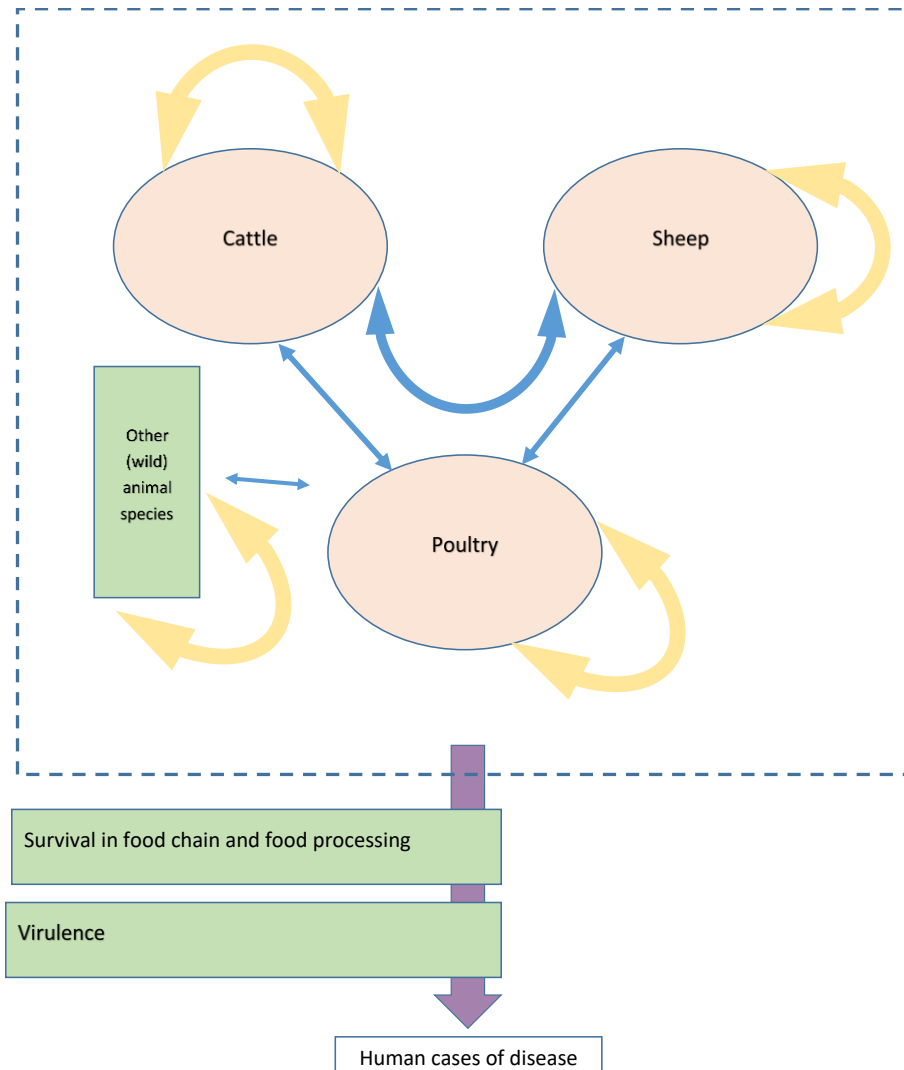 Cattle
Sheep
Other
(wild)
animal
species
Poultry
Survival in food chain and food processing
Virulence
Human cases of disease